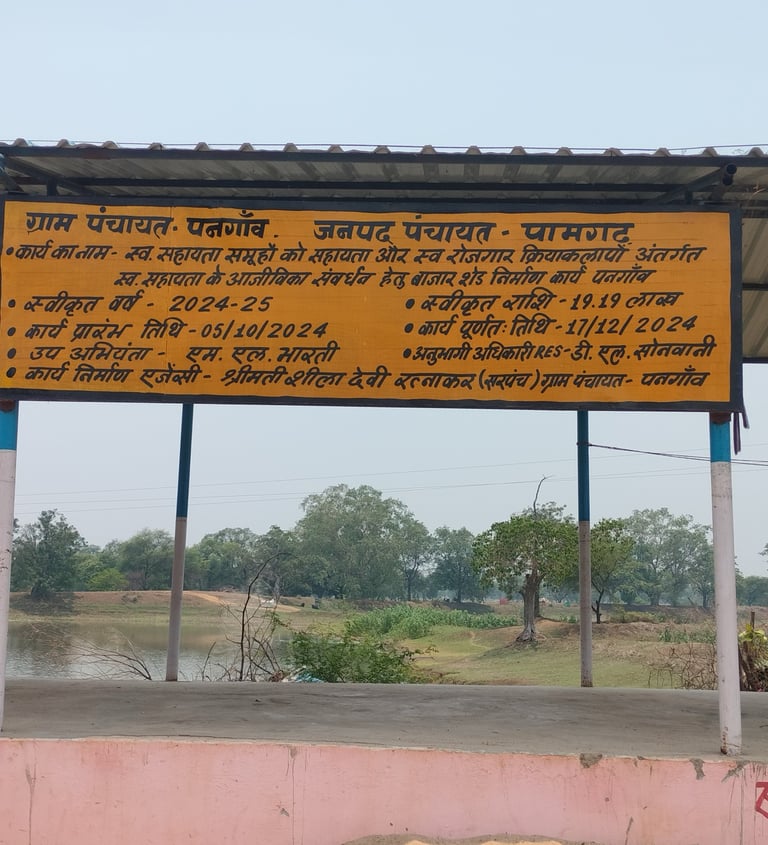 ग्राम पंचायत- पनगाँव. जनपद पंचायत - पामगढ़
• कार्य का नाम - स्व. सहायता समूहों को सहायता और स्व रोजगार क्रियाकलापों अंतर्गत
स्व. सहायता के आजीविका संवर्धन हेतु बाजार शेड निर्माण कार्य पनगाँव
• स्वीकृत वर्ष - 2024-25 • स्वीकृत राशि - 19.19 लाख
• कार्य प्रारंभ तिथि - 05/10/2024 • कार्य पूर्णतः तिथि - 17/12/2024
• उप अभियंता - एम. एल. भारती • अनुभागी अधिकारी RES - डी. एल. सोनवानी
• कार्य निर्माण एजेंसी - श्रीमती शीला देवी रत्नाकर (सरपंच) ग्राम पंचायत - पनगाँव